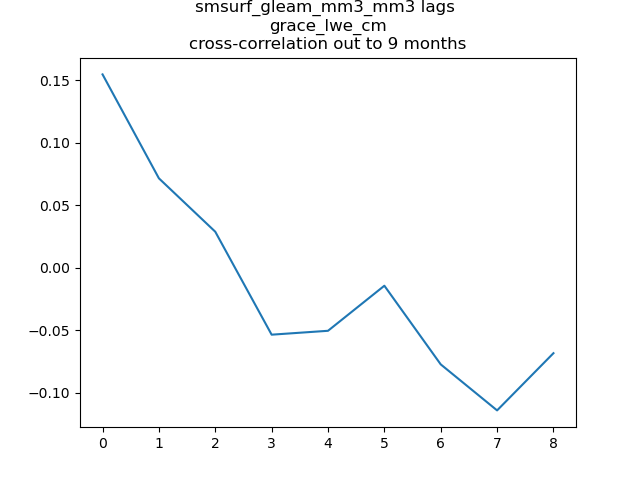 smsurf_gleam_mm3_mm3 lags
grace_lwe_cm
cross-correlation out to 9 months
0.15
0.10
0.05
0.00
−0.05
−0.10
0 1 2 3 4 5 6 7 8